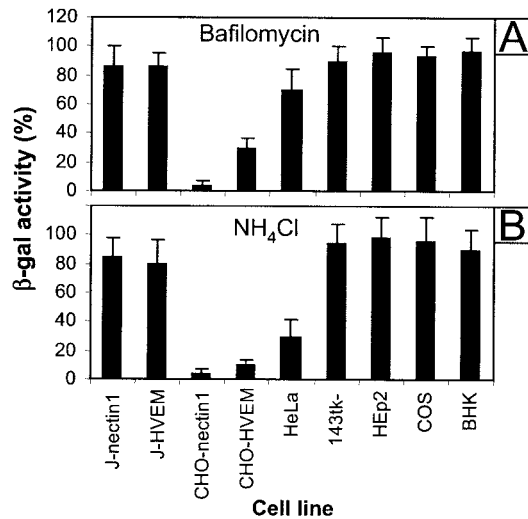 β-gal activity (%)
A
Bafilomycin
120
100
80
60
40
20
0
B
NH₄Cl
100
80
60
40
20
0
J-nectin1
J-HVEM
CHO-nectin1
CHO-HVEM
HeLa
143tk-
HEp2
COS
BHK
Cell line